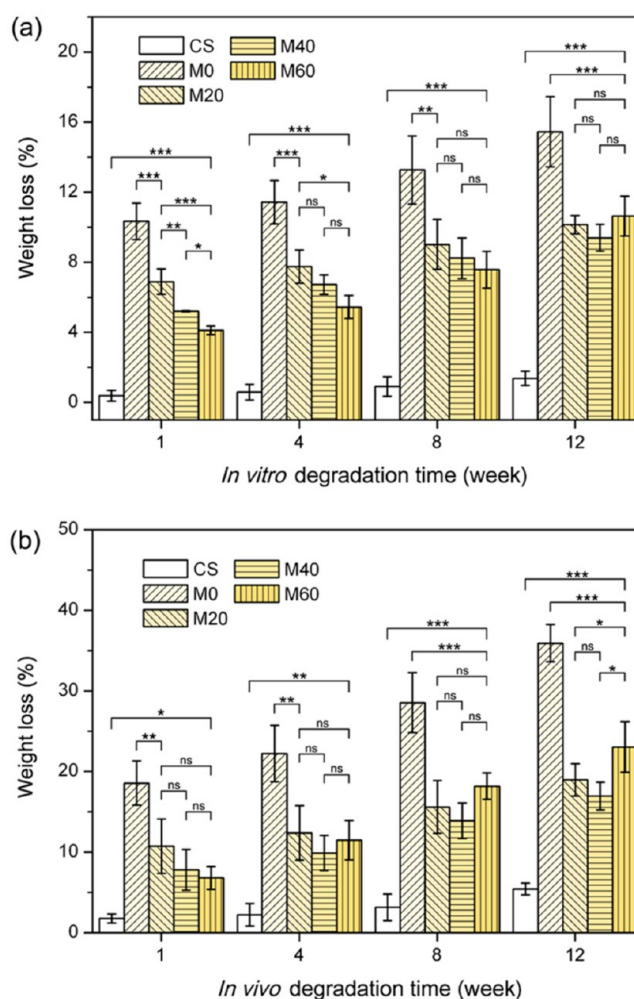 (a)
22
20
16
12
8
4
0
Weight loss (%)
CS M40
M0 M60
M20
*** *** *** ** *
*** *** * ns ns
*** ** ns ns ns
*** *** ns ns ns
1 4 8 12
In vitro degradation time (week)
(b)
50
40
30
20
10
0
Weight loss (%)
CS M40
M0 M60
M20
* ** ns ns ns
** ** ns ns ns
*** *** ns ns ns
*** *** * ns *
1 4 8 12
In vivo degradation time (week)